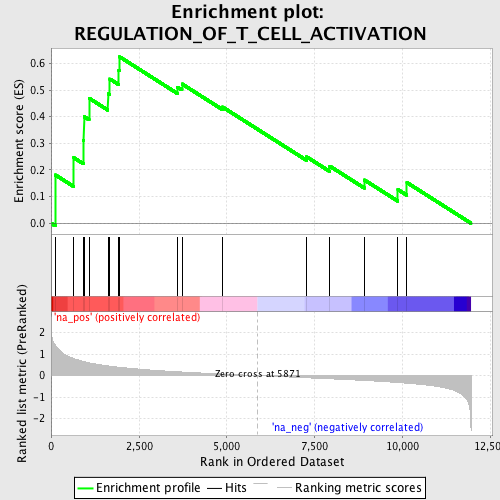 Enrichment plot:
REGULATION_OF_T_CELL_ACTIVATION
Enrichment score (ES)
0.6
0.5
0.4
0.3
0.2
0.1
0.0
'na_pos' (positively correlated)
Ranked list metric (PreRanked)
2
1
0
-1
-2
Zero cross at 5871
'na_neg' (negatively correlated)
0 2,500 5,000 7,500 10,000 12,50
Rank in Ordered Dataset
Enrichment profile Hits Ranking metric scores